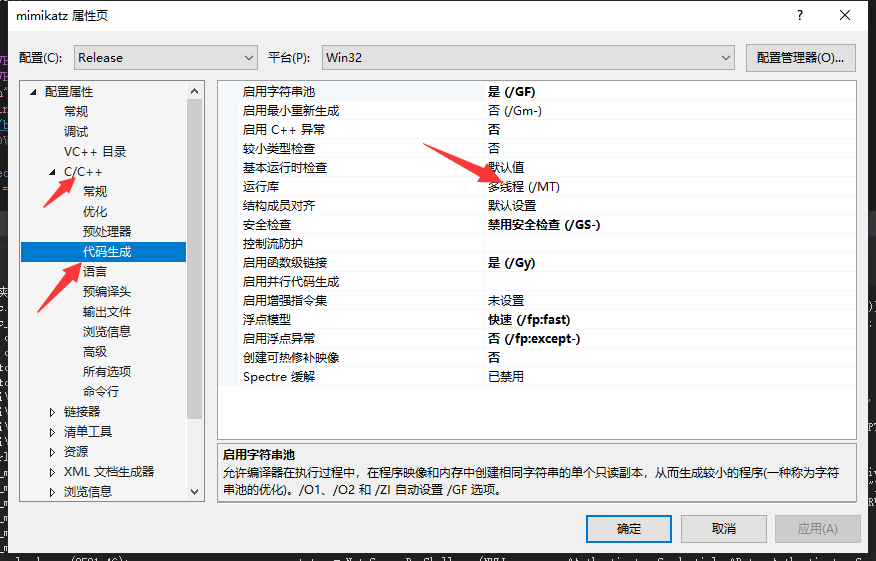 mimikatz 属性页
配置(C): Release 平台(P): Win32 配置管理器(O)...
配置属性
常规
调试
VC++ 目录
C/C++
常规
优化
预处理器
代码生成
语言
预编译头
输出文件
浏览信息
高级
所有选项
命令行
链接器
清单工具
资源
XML 文档生成器
浏览信息
启用字符串池 是 (/GF)
启用最小重新生成 否 (/Gm-)
启用 C++ 异常 否
较小类型检查 否
基本运行时检查 默认值
运行库 多线程 (/MT)
结构成员对齐 默认设置
安全检查 禁用安全检查 (/GS-)
控制流防护
启用函数级链接 是 (/Gy)
启用并行代码生成
启用增强指令集 未设置
浮点模型 快速 (/fp:fast)
启用浮点异常 否 (/fp:except-)
创建可热修补映像 否
Spectre 缓解 已禁用
启用字符串池
允许编译器在执行过程中，在程序映像和内存中创建相同字符串的单个只读副本，从而生成较小的程序(一种称为字符
串池的优化)。/O1、/O2 和 /ZI 自动设置 /GF 选项。
确定 取消 应用(A)